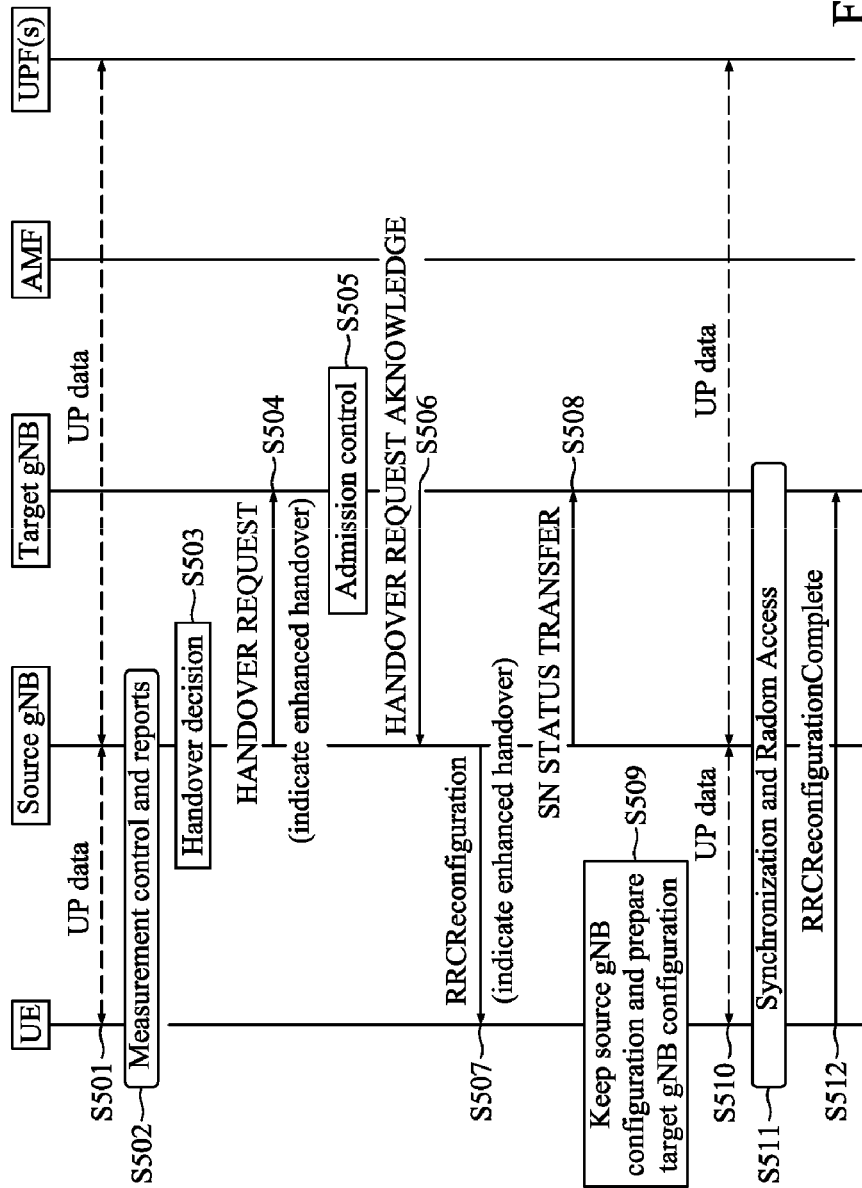 UE
Source gNB
Target gNB
AMF
UPF(s)
S501
UP data
UP data
S502
Measurement control and reports
Handover decision
S503
HANDOVER REQUEST
(indicate enhanced handover)
S504
Admission control
S505
HANDOVER REQUEST AKNOWLEDGE
S506
S507
RRCReconfiguration
(indicate enhanced handover)
SN STATUS TRANSFER
S508
Keep source gNB
configuration and prepare
target gNB configuration
S509
S510
UP data
UP data
S511
Synchronization and Radom Access
S512
RRCReconfigurationComplete